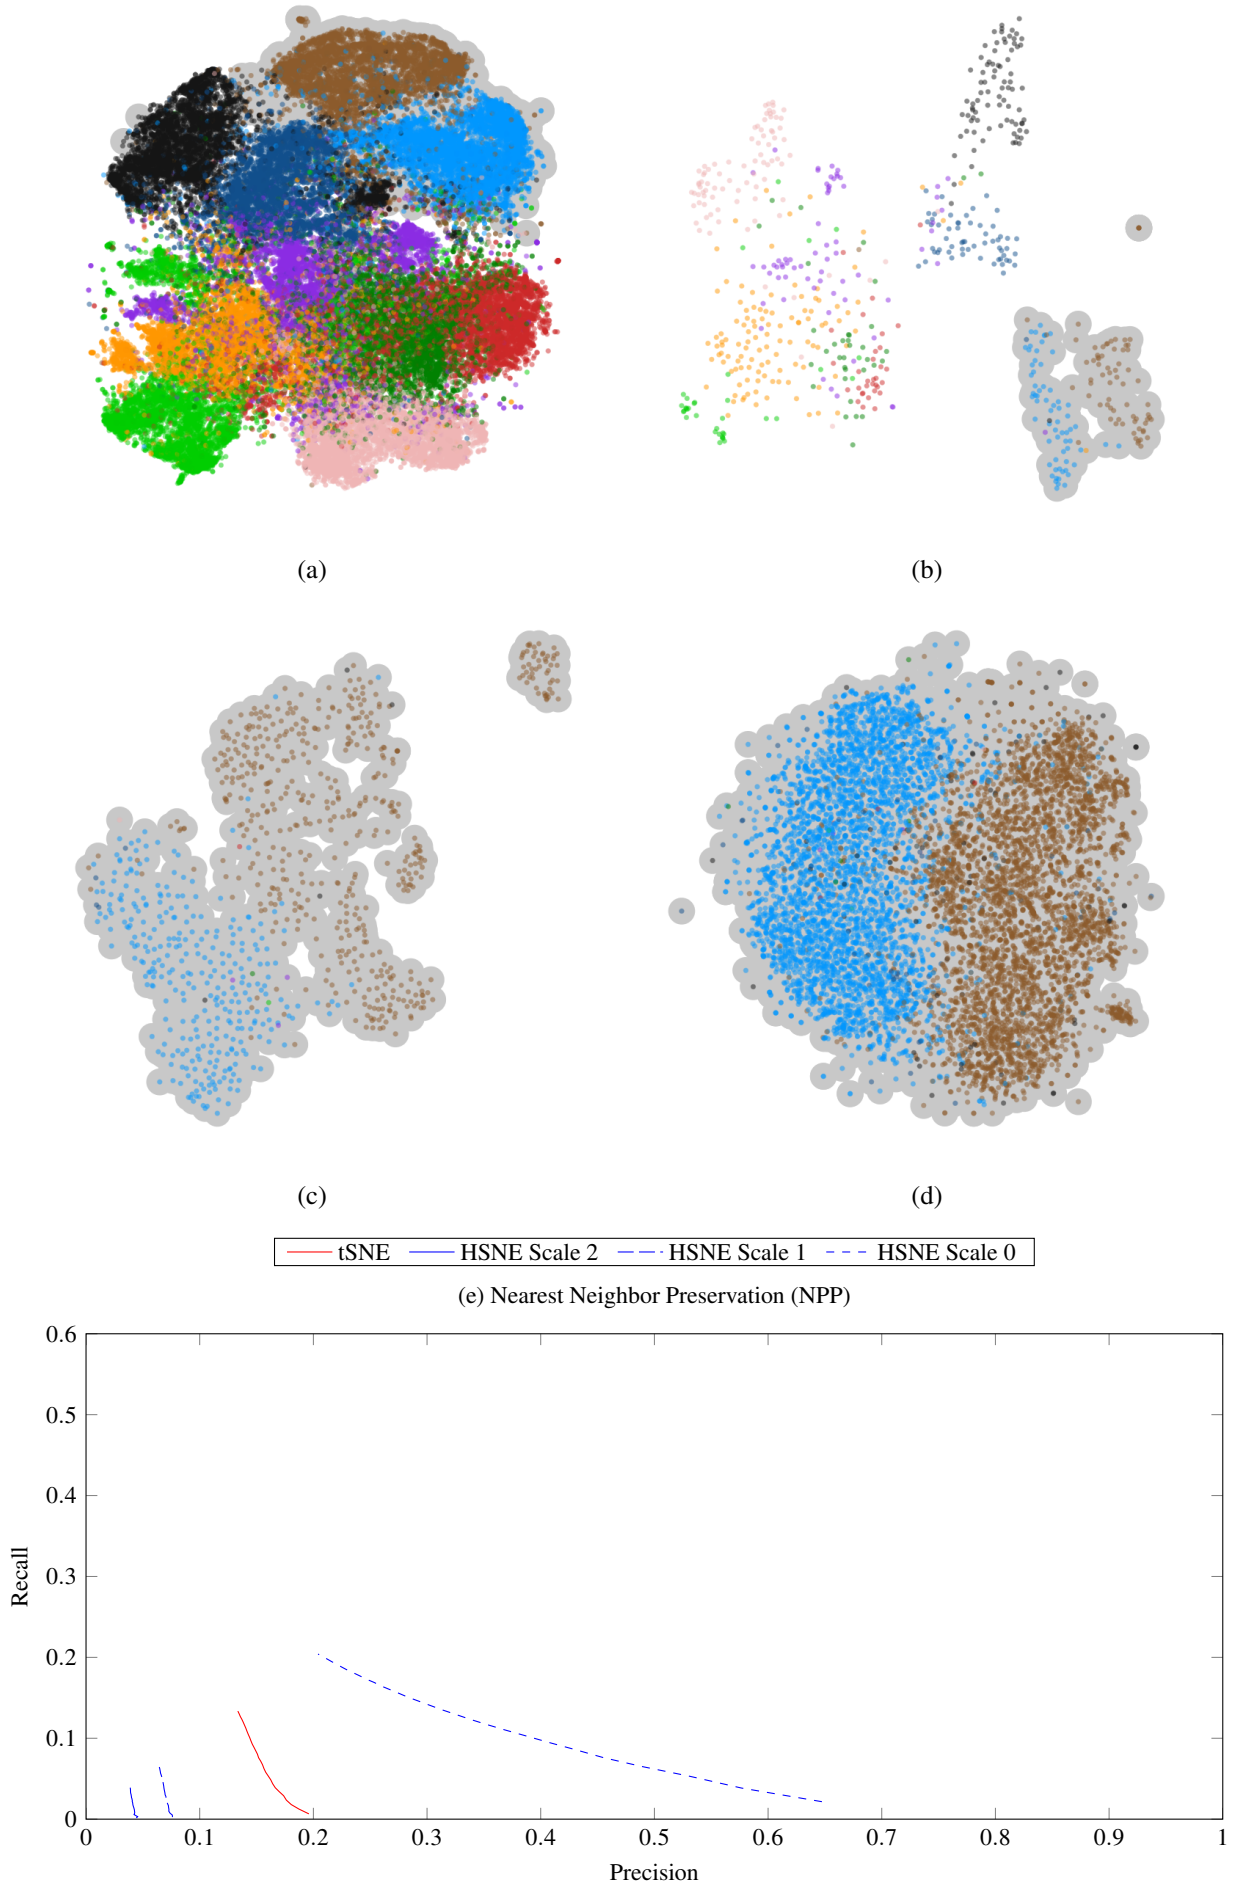 (a)
(b)
(c)
(d)
tSNE HSNE Scale 2 HSNE Scale 1 HSNE Scale 0
(e) Nearest Neighbor Preservation (NPP)
0.6
0.5
0.4
0.3
0.2
0.1
0
Recall
0 0.1 0.2 0.3 0.4 0.5 0.6 0.7 0.8 0.9 1
Precision